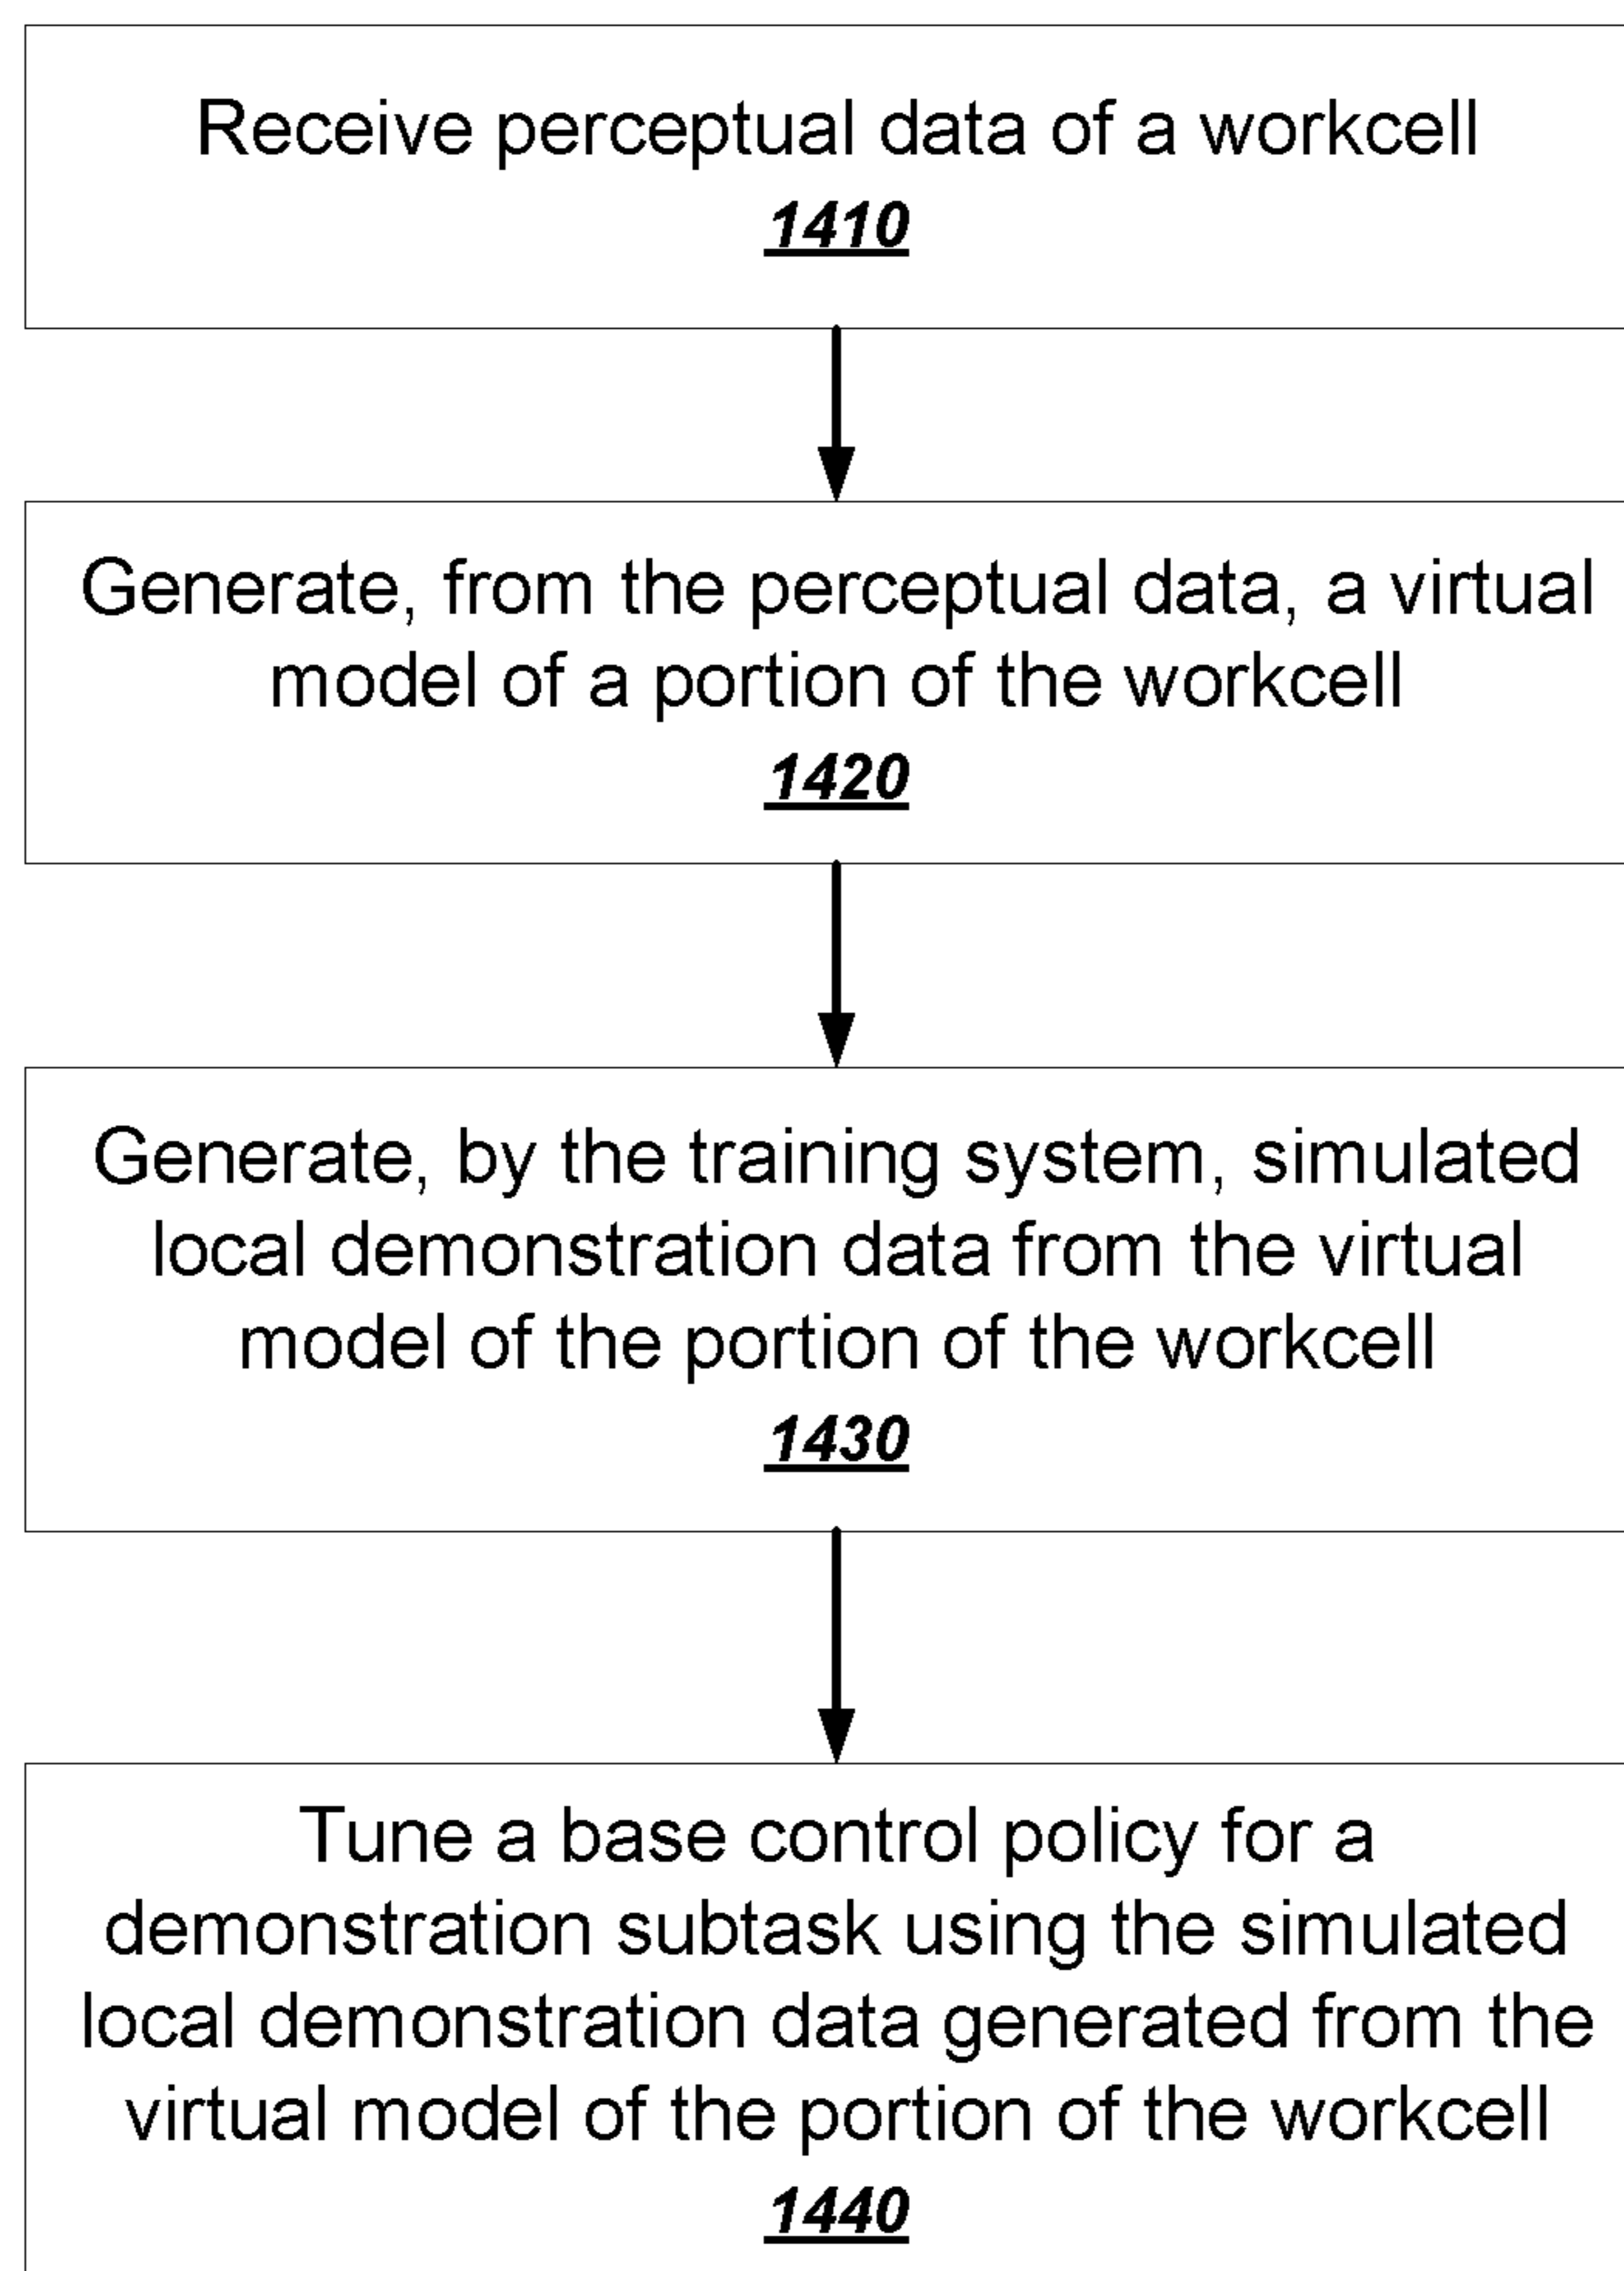 Receive perceptual data of a workcell
1410
Generate, from the perceptual data, a virtual
model of a portion of the workcell
1420
Generate, by the training system, simulated
local demonstration data from the virtual
model of the portion of the workcell
1430
Tune a base control policy for a
demonstration subtask using the simulated
local demonstration data generated from the
virtual model of the portion of the workcell
1440